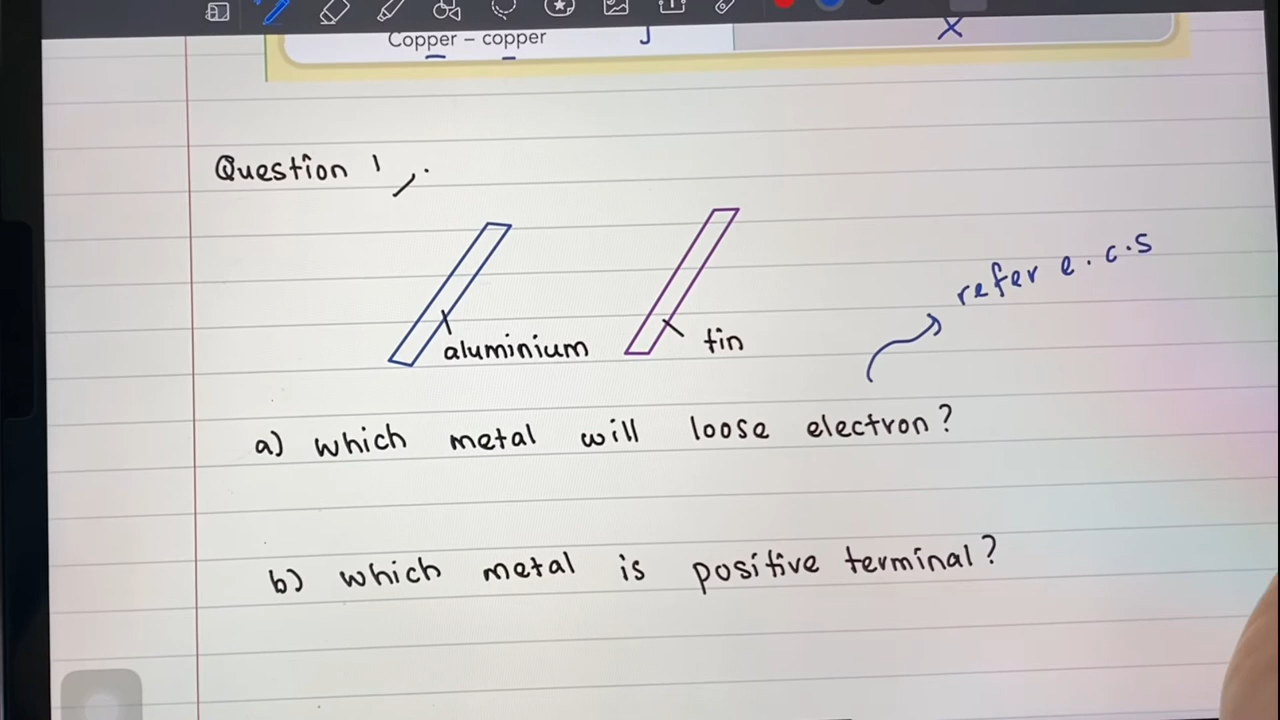 Copper – copper
Question 1
aluminium
tin
refer e.c.s
a) which metal will loose electron?
b) which metal is positive terminal?